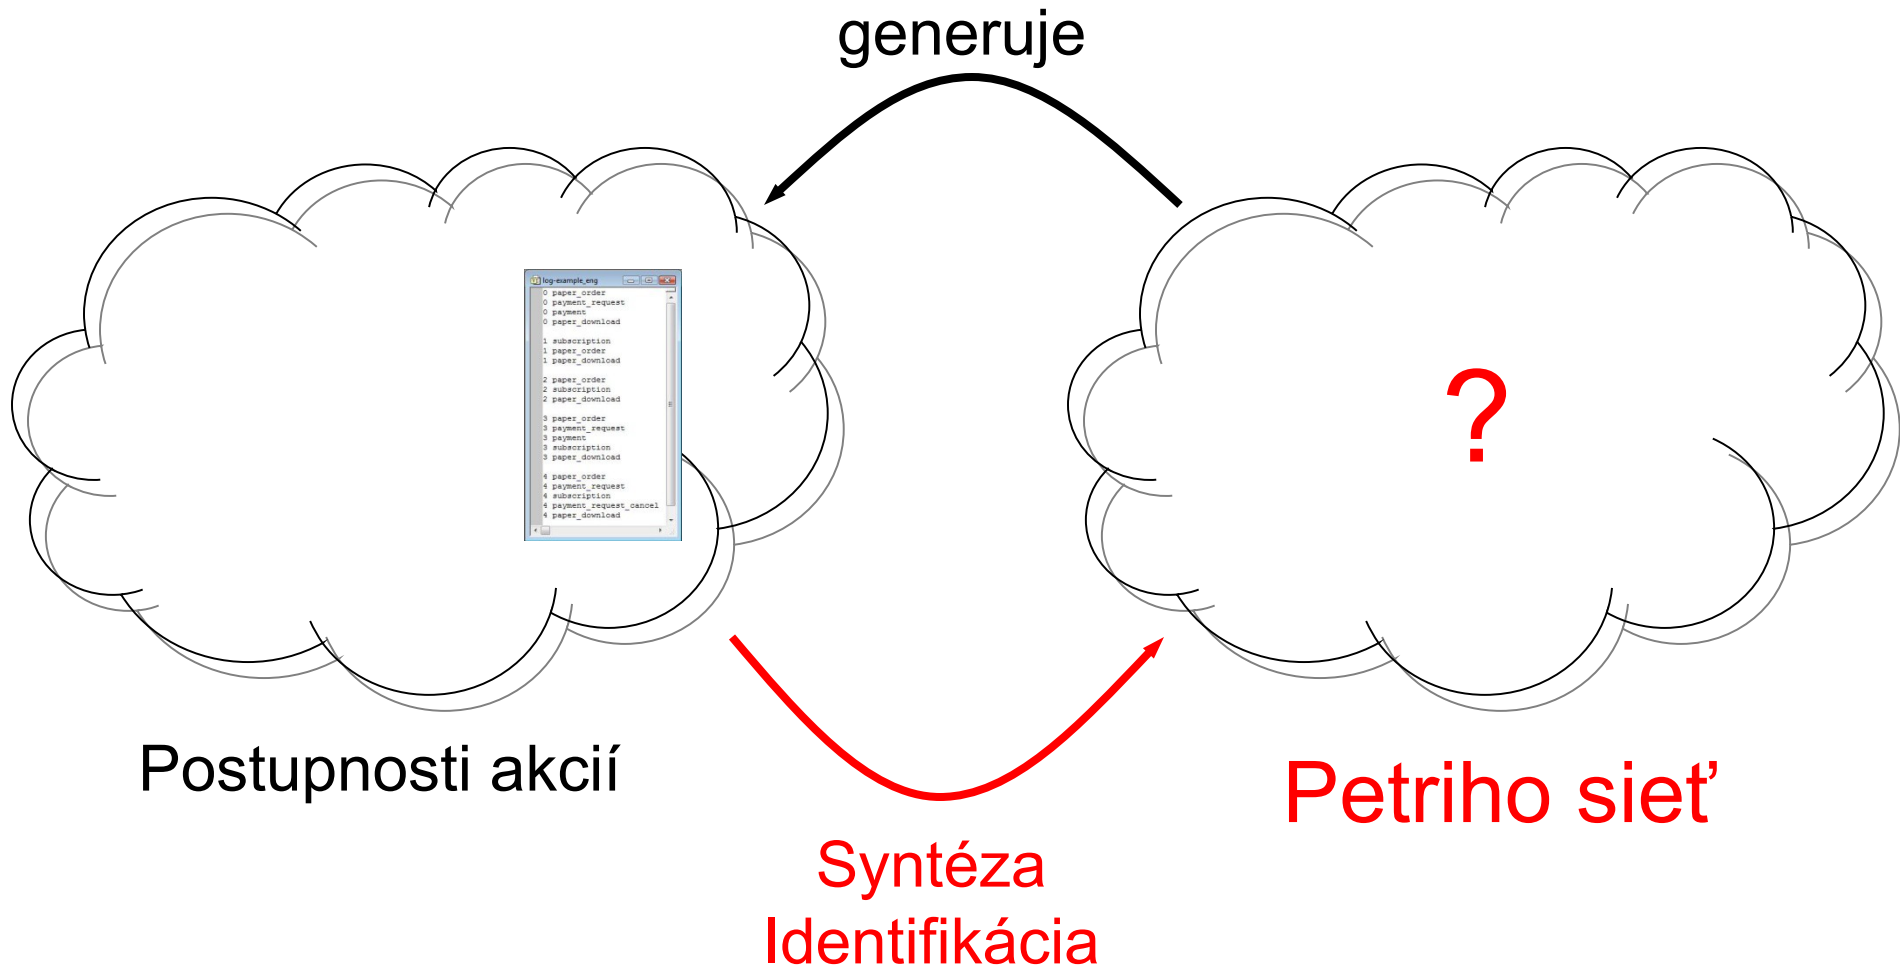 generuje
log-example_eng
0 paper_order
0 payment_request
0 payment
0 paper_download
1 subscription
1 paper_order
1 paper_download
2 paper_order
2 subscription
2 paper_download
3 paper_order
3 payment_request
3 payment
3 subscription
3 paper_download
4 paper_order
4 payment_request
4 subscription
4 payment_request_cancel
4 paper_download
?
Postupnosti akcií
Petriho sieť
Syntéza
Identifikácia